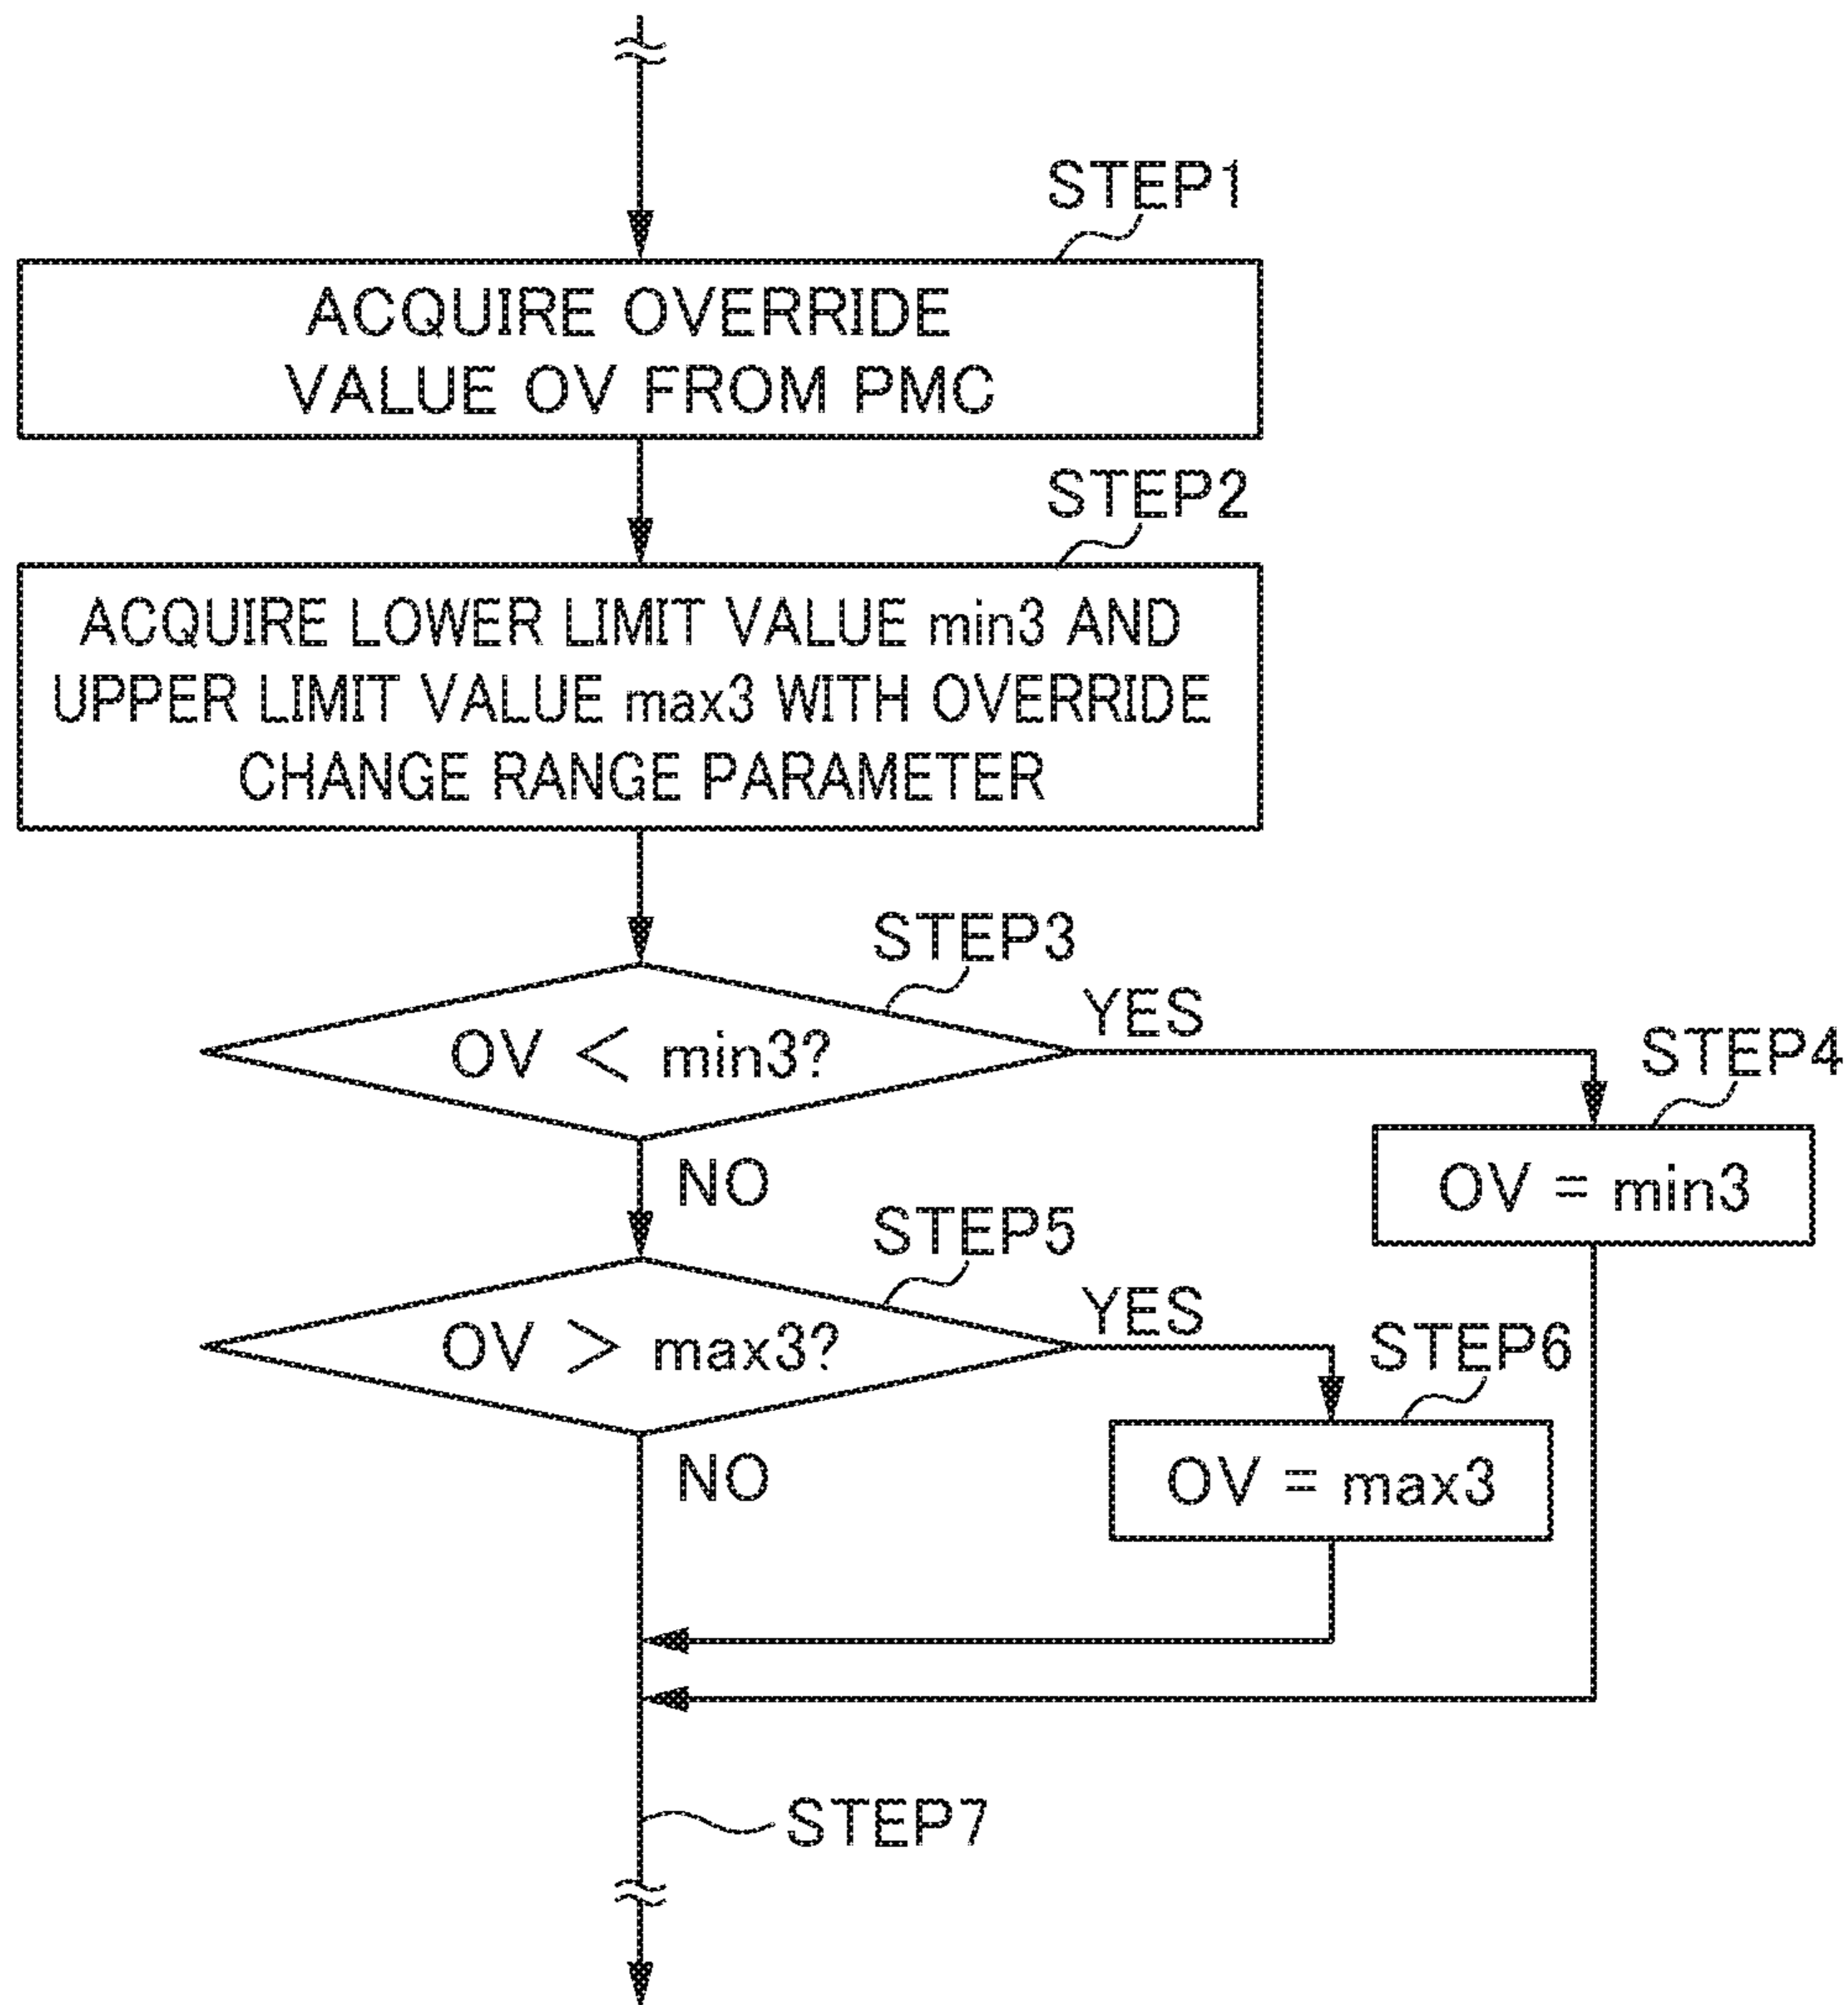 STEP1
ACQUIRE OVERRIDE
VALUE OV FROM PMC
STEP2
ACQUIRE LOWER LIMIT VALUE min3 AND
UPPER LIMIT VALUE max3 WITH OVERRIDE
CHANGE RANGE PARAMETER
STEP3
OV < min3?
YES
STEP4
OV = min3
NO
STEP5
OV > max3?
YES
STEP6
OV = max3
NO
STEP7